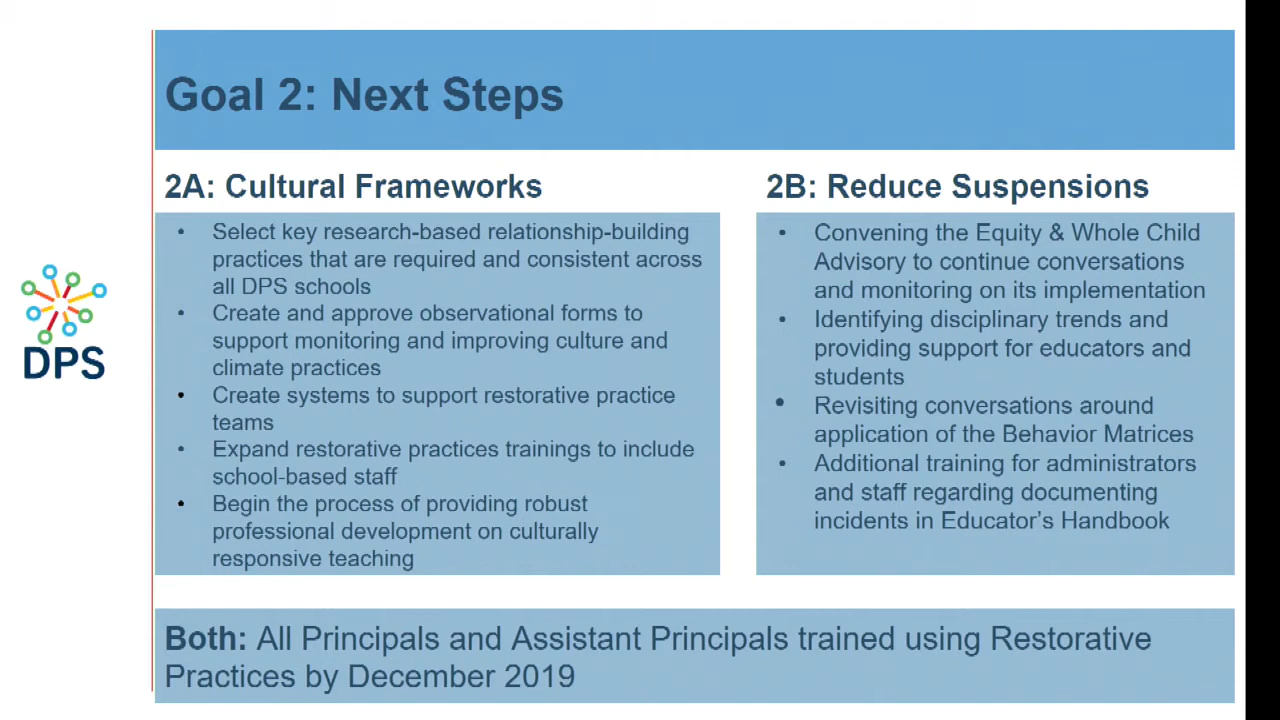 Goal 2: Next Steps
2A: Cultural Frameworks
• Select key research-based relationship-building
practices that are required and consistent across
all DPS schools
• Create and approve observational forms to
support monitoring and improving culture and
climate practices
• Create systems to support restorative practice
teams
• Expand restorative practices trainings to include
school-based staff
• Begin the process of providing robust
professional development on culturally
responsive teaching
2B: Reduce Suspensions
• Convening the Equity & Whole Child
Advisory to continue conversations
and monitoring on its implementation
• Identifying disciplinary trends and
providing support for educators and
students
• Revisiting conversations around
application of the Behavior Matrices
• Additional training for administrators
and staff regarding documenting
incidents in Educator’s Handbook
DPS
Both: All Principals and Assistant Principals trained using Restorative
Practices by December 2019